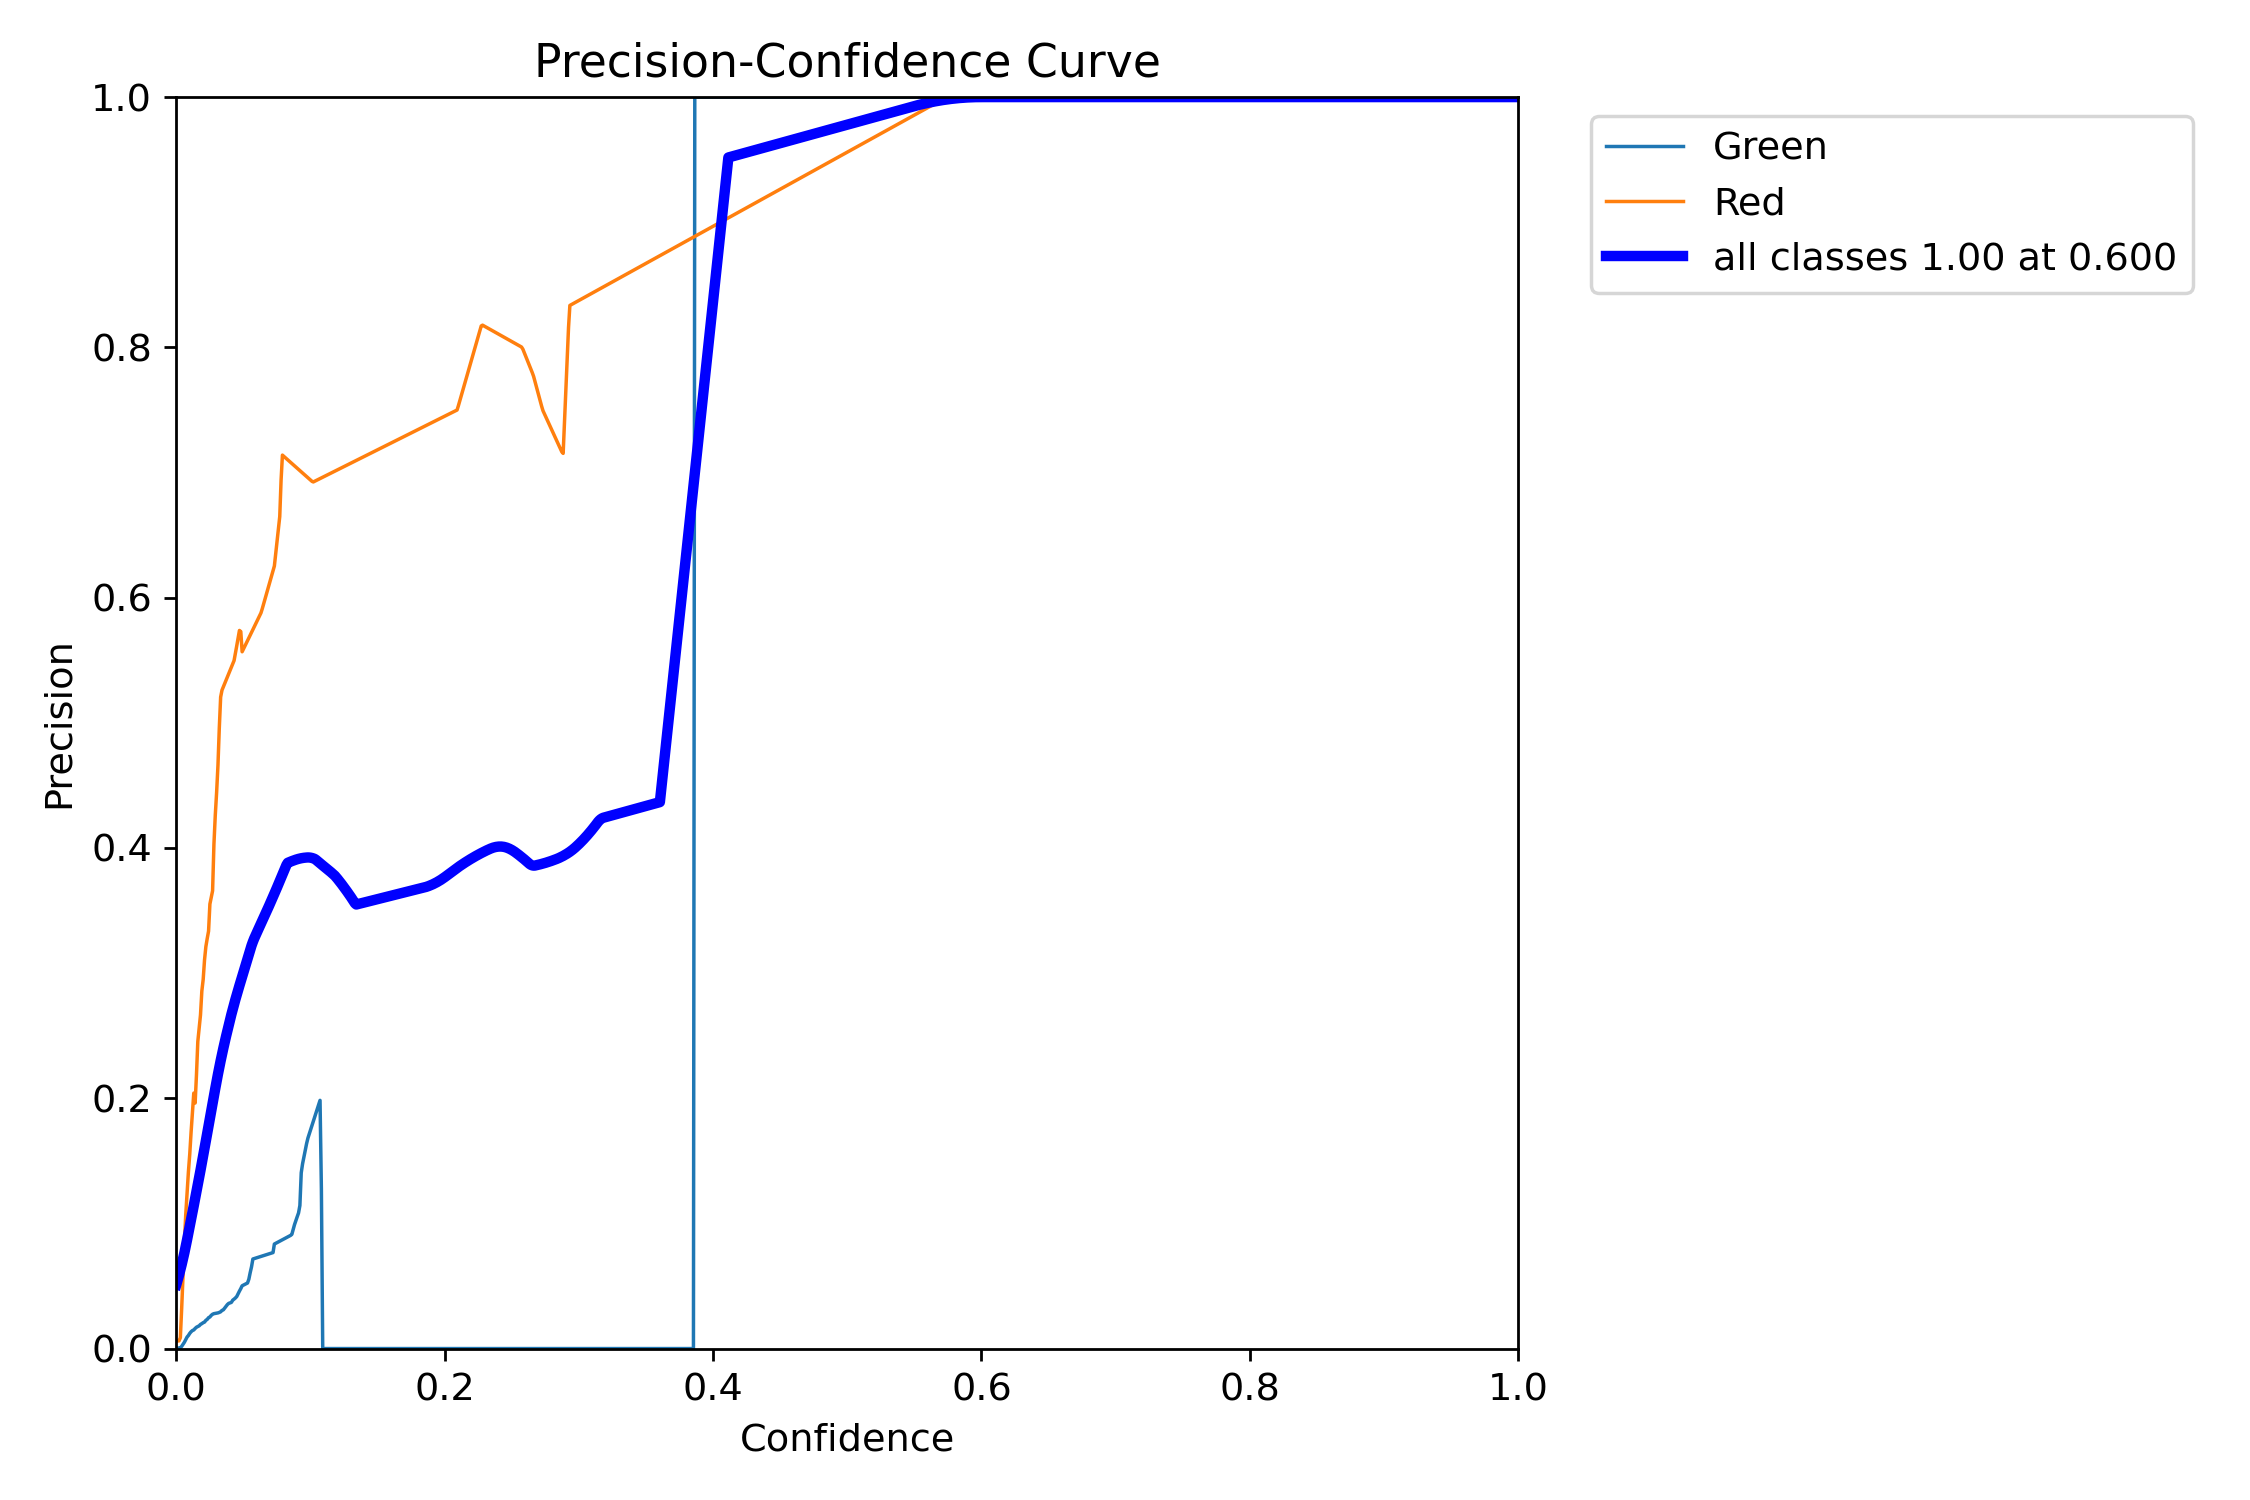 Precision-Confidence Curve
1.0
0.8
0.6
0.4
0.2
0.0
Precision
0.0 0.2 0.4 0.6 0.8 1.0
Confidence
Green
Red
all classes 1.00 at 0.600